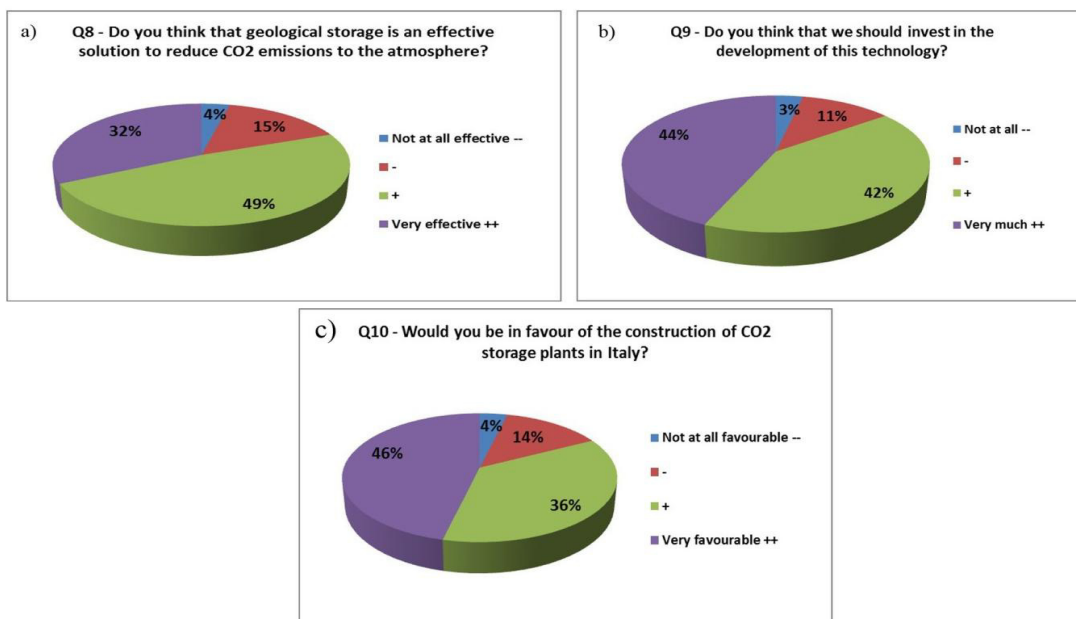 a)
Q8 - Do you think that geological storage is an effective
solution to reduce CO2 emissions to the atmosphere?
4%
15%
32%
49%
Not at all effective --
-
+
Very effective ++
b)
Q9 - Do you think that we should invest in the
development of this technology?
3%
11%
44%
42%
Not at all --
-
+
Very much ++
c)
Q10 - Would you be in favour of the construction of CO2
storage plants in Italy?
4%
14%
46%
36%
Not at all favourable --
-
+
Very favourable ++